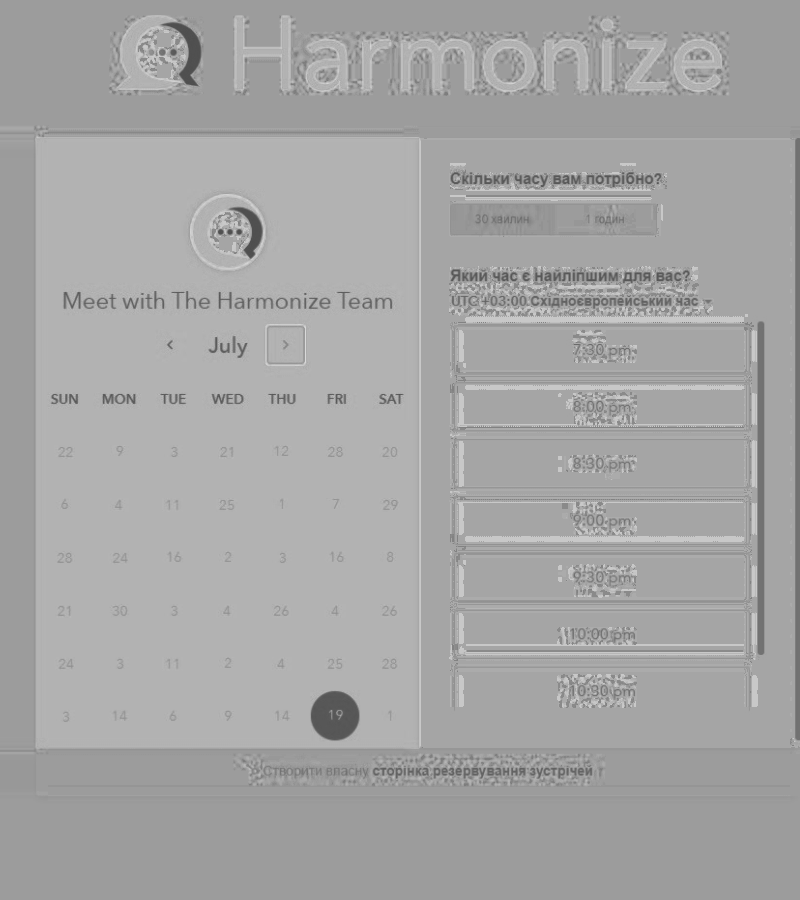 Harmonize
Meet with The Harmonize Team
July
SUN MON TUE WED THU FRI SAT
22 9 3 21 12 28 20
6 4 11 25 1 7 29
28 24 16 2 3 16 8
21 30 3 4 26 4 26
24 3 11 2 4 25 28
3 14 6 9 14 19 1
Скільки часу вам потрібно?
30 хвилин 1 годин
Який час є найліпшим для вас?
UTC +03:00 Східноєвропейський час
7:30 pm
8:00 pm
8:30 pm
9:00 pm
9:30 pm
10:00 pm
10:30 pm
Створити власну сторінка резервування зустрічей